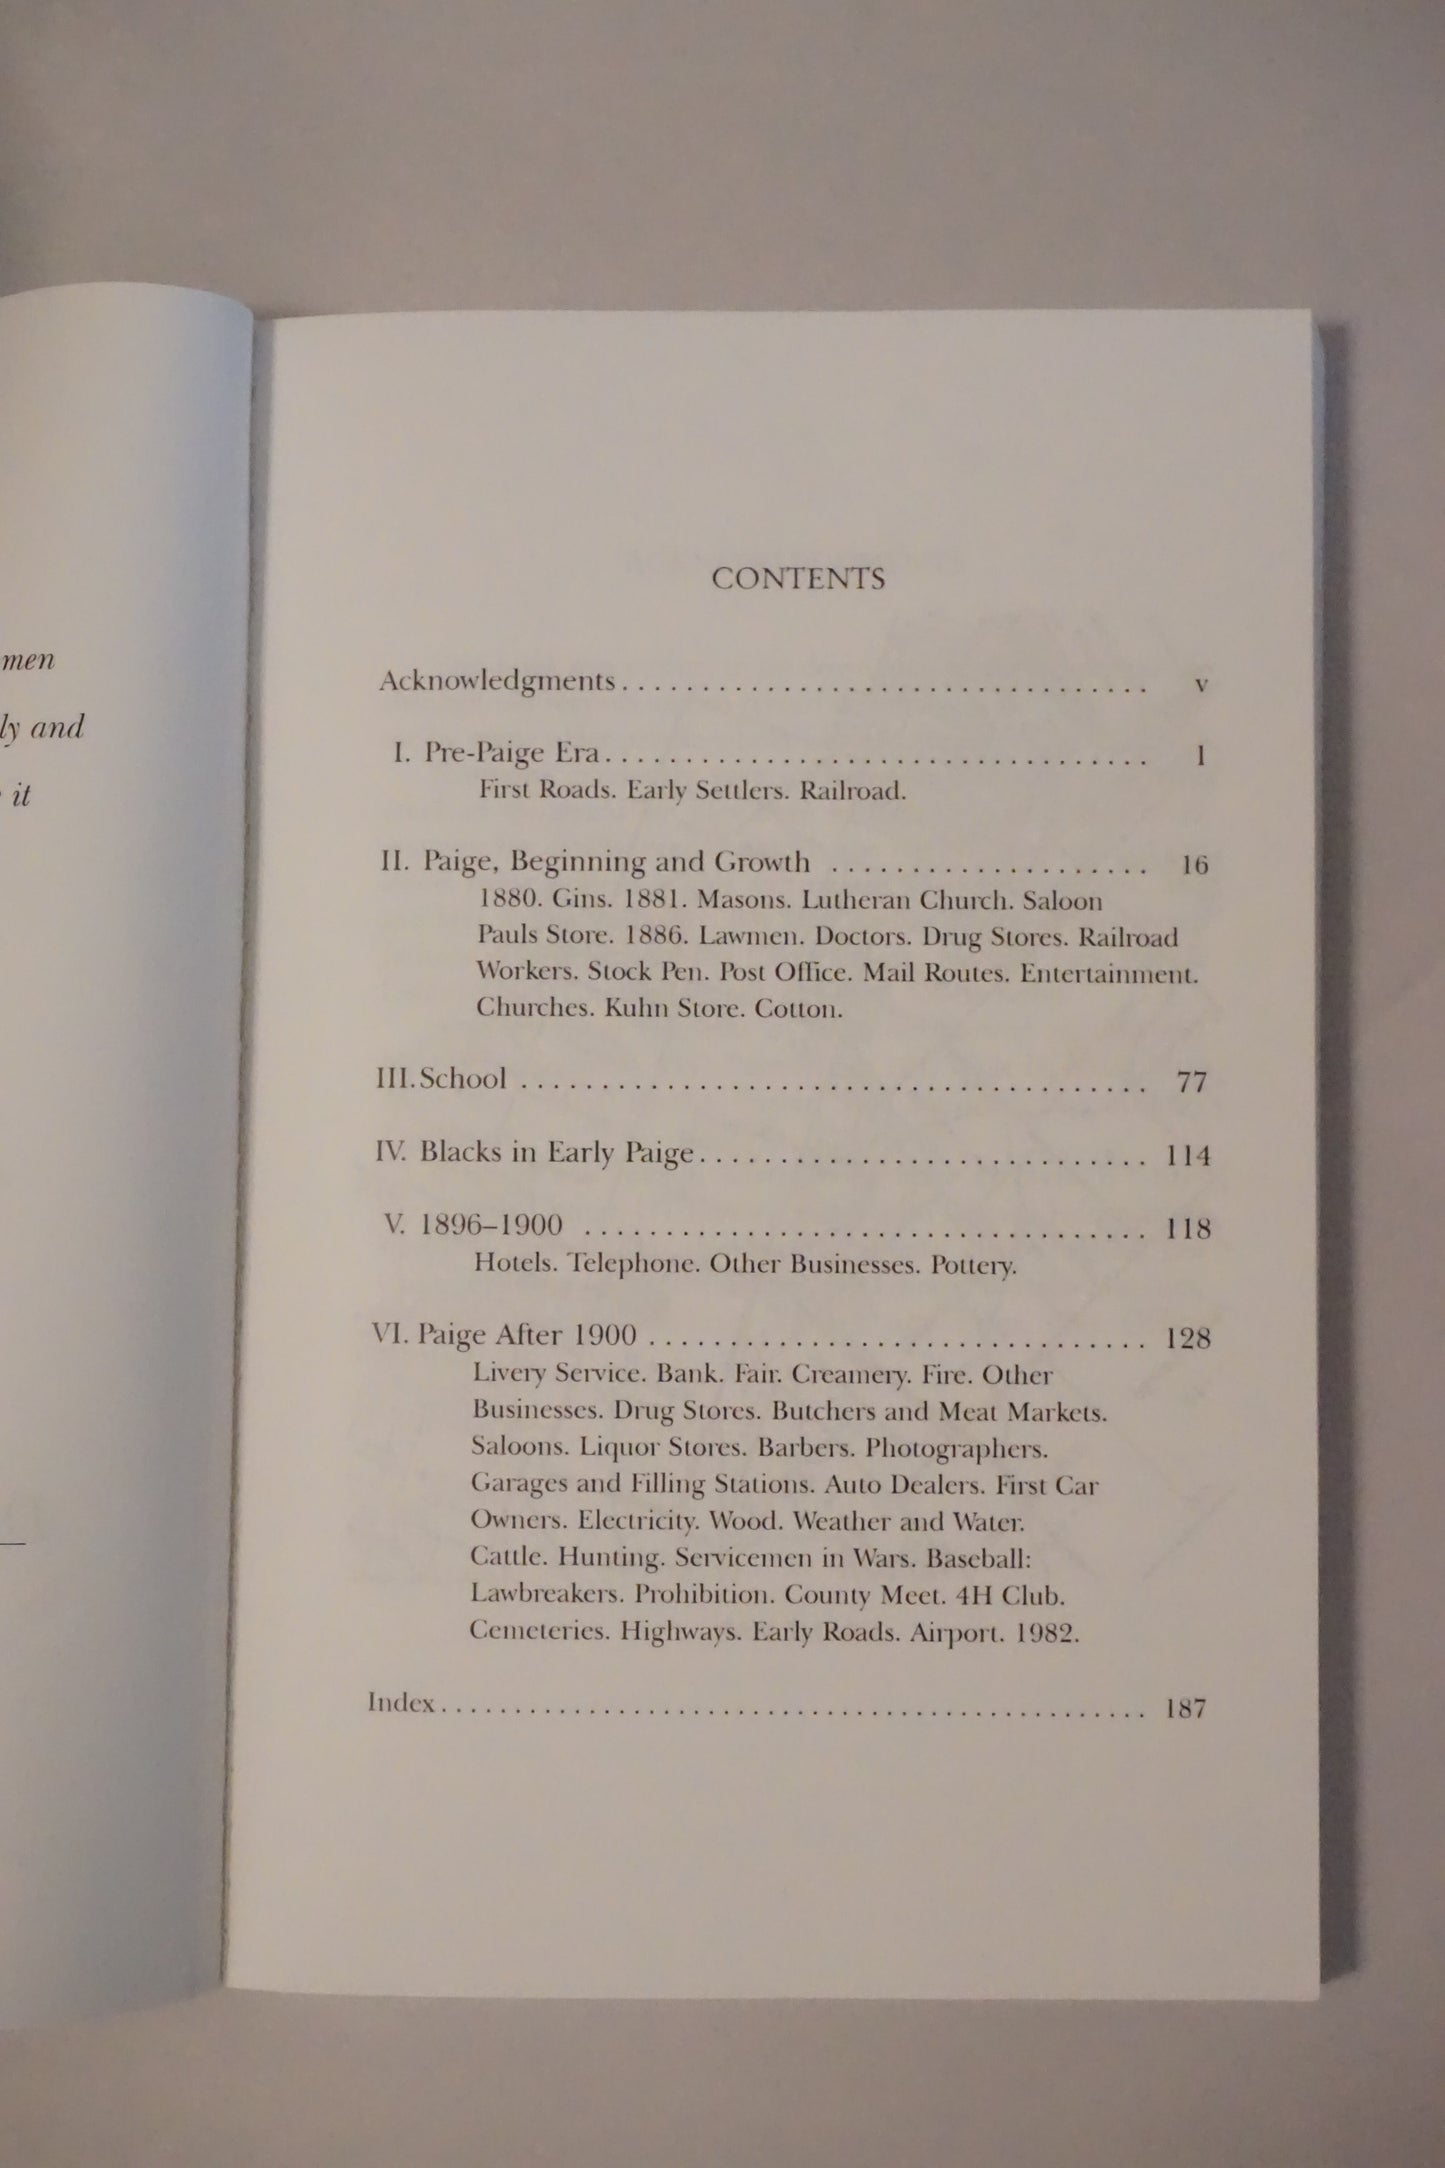 men
ly and
it
CONTENTS
Acknowledgments . . . . . . . . . . . . . . . . . . . . . . . . . . . . . . . . . v
I. Pre-Paige Era . . . . . . . . . . . . . . . . . . . . . . . . . . . . . . . . . . 1
First Roads. Early Settlers. Railroad.
II. Paige, Beginning and Growth . . . . . . . . . . . . . . . . . . . . 16
1880. Gins. 1881. Masons. Lutheran Church. Saloon
Pauls Store. 1886. Lawmen. Doctors. Drug Stores. Railroad
Workers. Stock Pen. Post Office. Mail Routes. Entertainment.
Churches. Kuhn Store. Cotton.
III. School . . . . . . . . . . . . . . . . . . . . . . . . . . . . . . . . . . . . . . . 77
IV. Blacks in Early Paige . . . . . . . . . . . . . . . . . . . . . . . . . . . . 114
V. 1896–1900 . . . . . . . . . . . . . . . . . . . . . . . . . . . . . . . . . . . 118
Hotels. Telephone. Other Businesses. Pottery.
VI. Paige After 1900 . . . . . . . . . . . . . . . . . . . . . . . . . . . . . . . 128
Livery Service. Bank. Fair. Creamery. Fire. Other
Businesses. Drug Stores. Butchers and Meat Markets.
Saloons. Liquor Stores. Barbers. Photographers.
Garages and Filling Stations. Auto Dealers. First Car
Owners. Electricity. Wood. Weather and Water.
Cattle. Hunting. Servicemen in Wars. Baseball:
Lawbreakers. Prohibition. County Meet. 4H Club.
Cemeteries. Highways. Early Roads. Airport. 1982.
Index . . . . . . . . . . . . . . . . . . . . . . . . . . . . . . . . . . . . . . . . . . . . 187